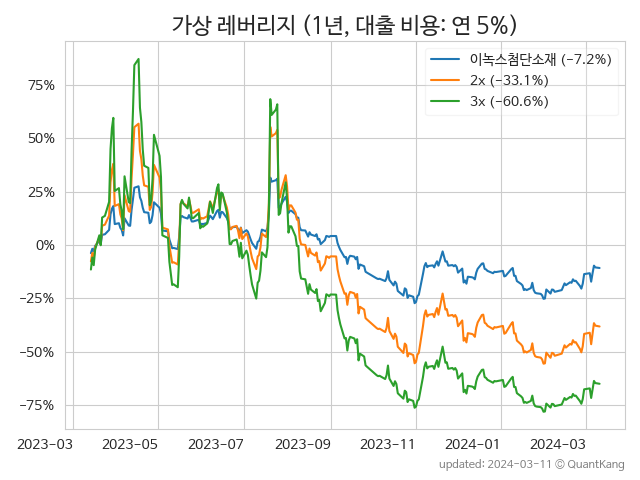 가상 레버리지 (1년, 대출 비용: 연 5%)
이녹스첨단소재 (−7.2%)
2x (−33.1%)
3x (−60.6%)
75%
50%
25%
0%
−25%
−50%
−75%
2023-03 2023-05 2023-07 2023-09 2023-11 2024-01 2024-03
updated: 2024-03-11 © QuantKang